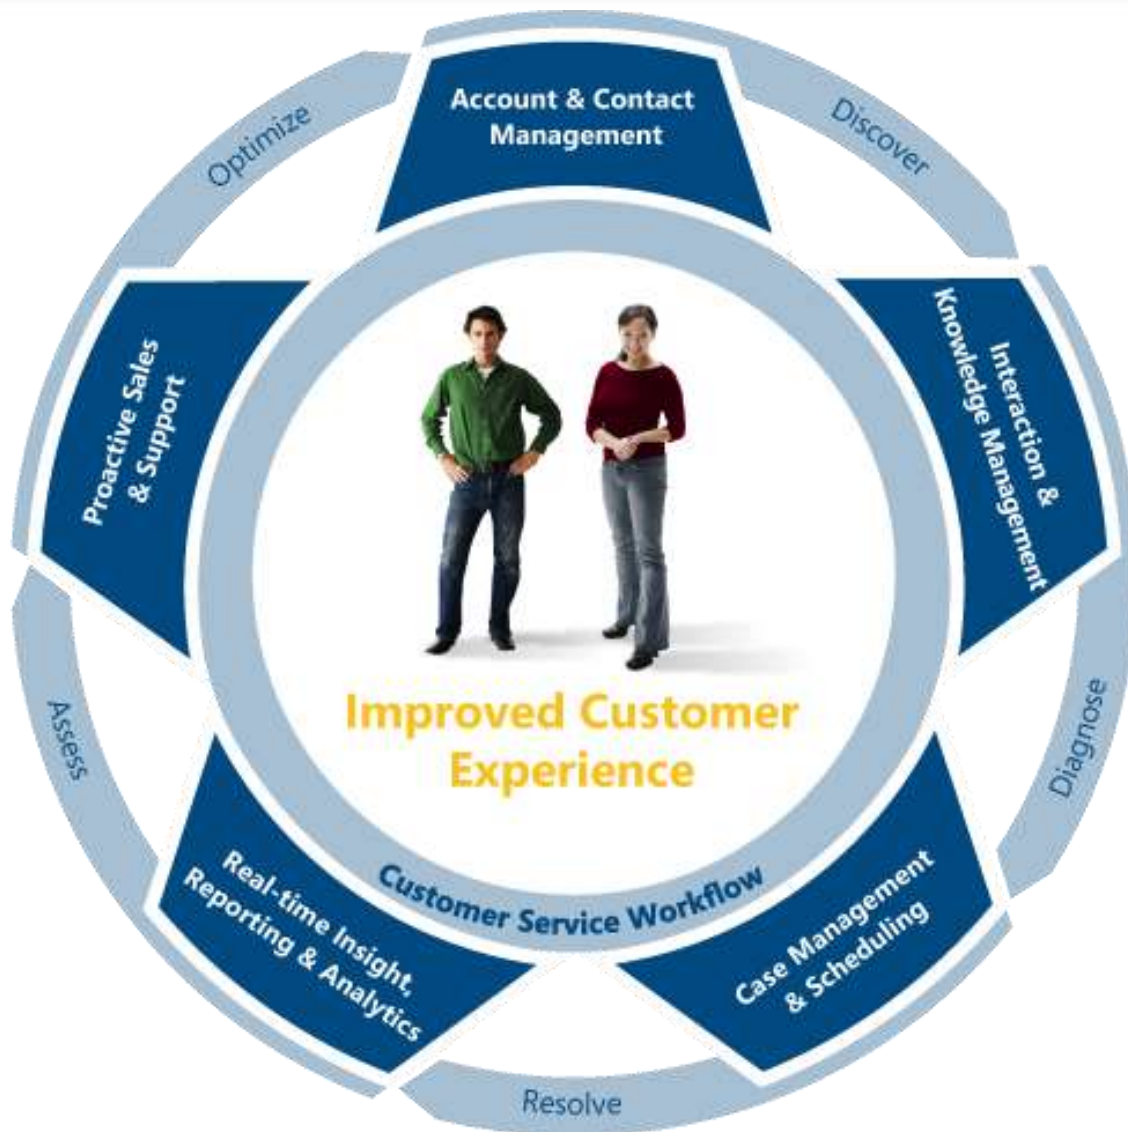 Account & Contact
Management
Discover
Interaction &
Knowledge Management
Diagnose
Case Management
& Scheduling
Resolve
Real-time Insight,
Reporting & Analytics
Assess
Proactive Sales
& Support
Optimize
Improved Customer
Experience
Customer Service Workflow